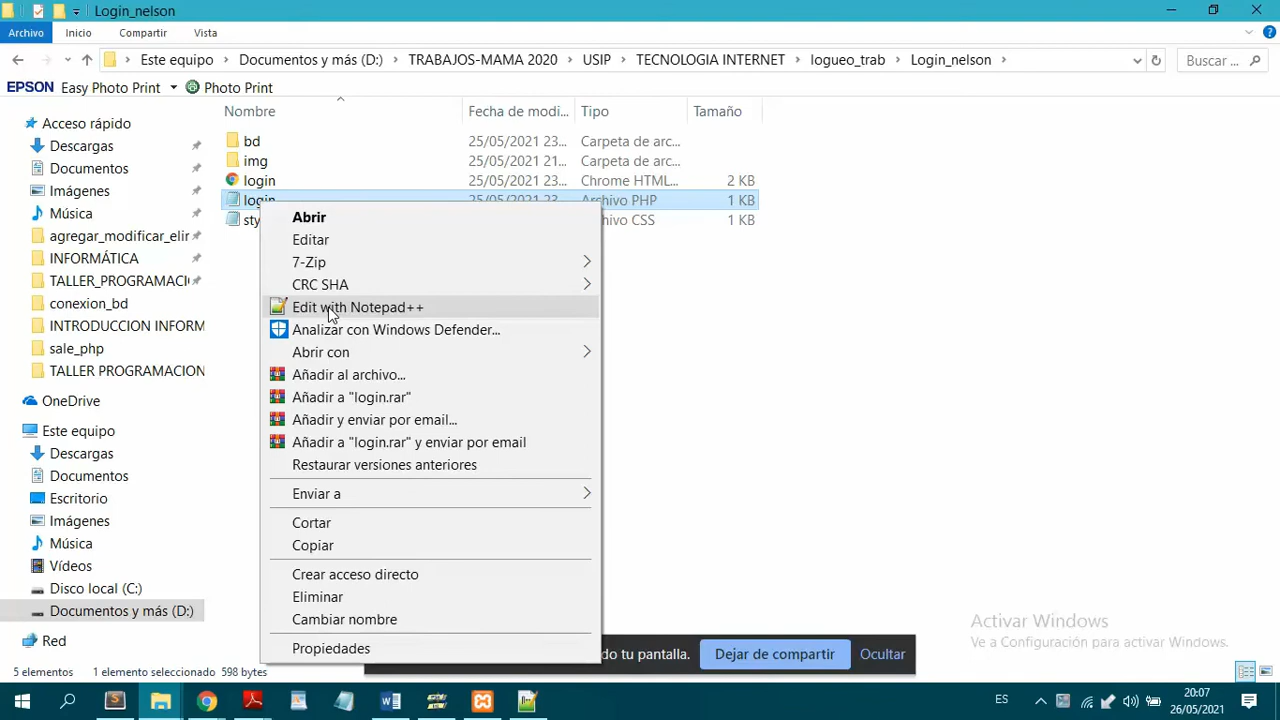 Login_nelson
Archivo Inicio Compartir Vista
Este equipo Documentos y más (D:) TRABAJOS-MAMA 2020 USIP TECNOLOGIA INTERNET logueo_trab Login_nelson Buscar ...
EPSON Easy Photo Print Photo Print
Nombre Fecha de modi... Tipo Tamaño
Acceso rápido
Descargas
Documentos
Imágenes
Música
agregar_modificar_elir
INFORMÁTICA
TALLER_PROGRAMACI
conexion_bd
INTRODUCCION INFORM
sale_php
TALLER PROGRAMACION
OneDrive
Este equipo
Descargas
Documentos
Escritorio
Imágenes
Música
Vídeos
Disco local (C:)
Documentos y más (D:)
Red
bd 25/05/2021 23... Carpeta de arc...
img 25/05/2021 21... Carpeta de arc...
login 25/05/2021 23... Chrome HTML... 2 KB
login 25/05/2021 23... Archivo PHP 1 KB
sty chivo CSS 1 KB
Abrir
Editar
7-Zip
CRC SHA
Edit with Notepad++
Analizar con Windows Defender...
Abrir con
Añadir al archivo...
Añadir a "login.rar"
Añadir y enviar por email...
Añadir a "login.rar" y enviar por email
Restaurar versiones anteriores
Enviar a
Cortar
Copiar
Crear acceso directo
Eliminar
Cambiar nombre
Propiedades
Activar Windows
Ve a Configuración para activar Windows.
do tu pantalla. Dejar de compartir Ocultar
5 elementos 1 elemento seleccionado 598 bytes
ES 20:07
26/05/2021